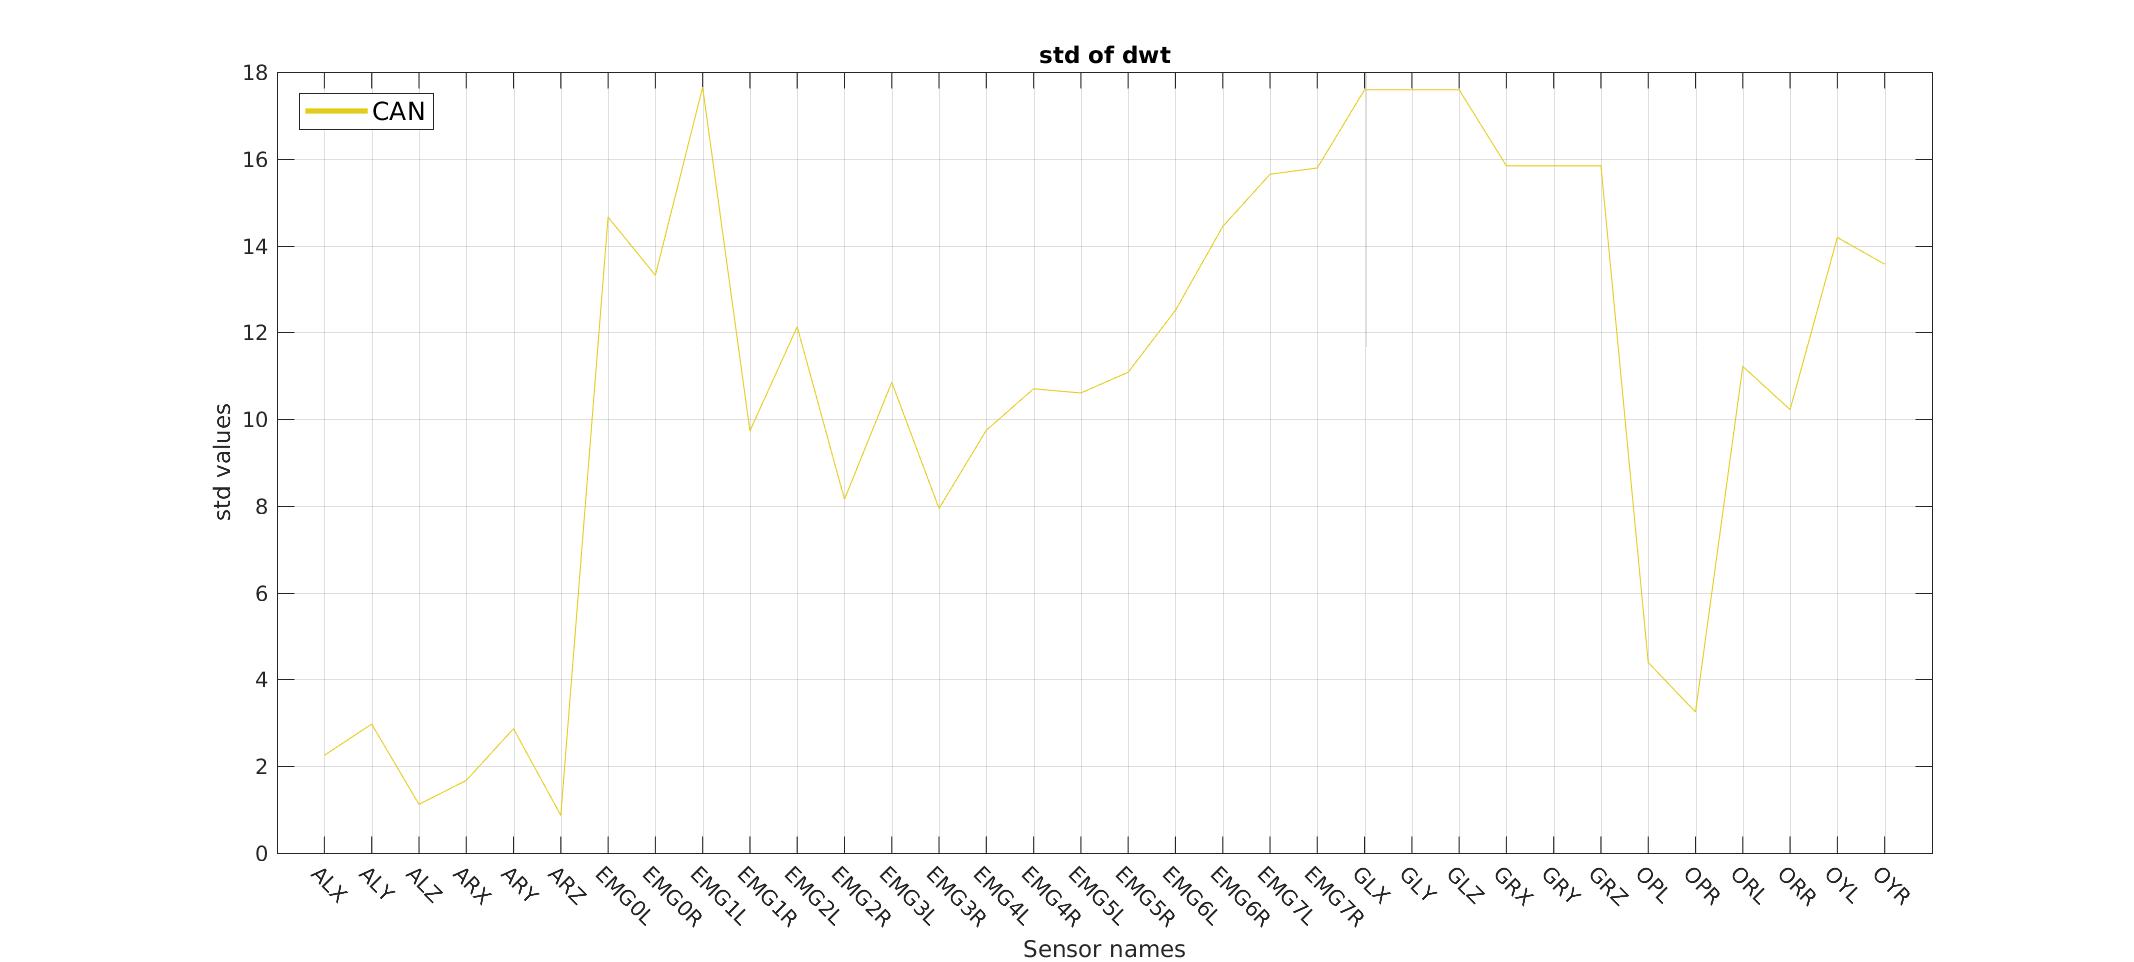 std of dwt
CAN
18
16
14
12
10
8
6
4
2
0
std values
ALX
ALY
ALZ
ARX
ARY
ARZ
EMG0L
EMG0R
EMG1L
EMG1R
EMG2L
EMG2R
EMG3L
EMG3R
EMG4L
EMG4R
EMG5L
EMG5R
EMG6L
EMG6R
EMG7L
EMG7R
GLX
GLY
GLZ
GRX
GRY
GRZ
OPL
OPR
ORL
ORR
OYL
OYR
Sensor names